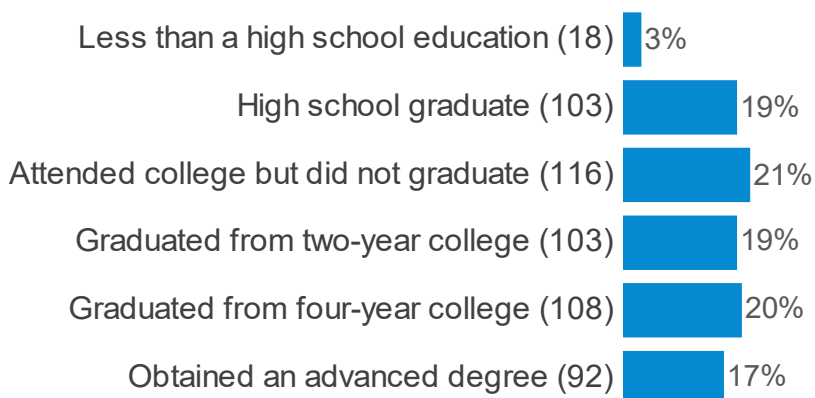 Less than a high school education (18) 3%
High school graduate (103) 19%
Attended college but did not graduate (116) 21%
Graduated from two-year college (103) 19%
Graduated from four-year college (108) 20%
Obtained an advanced degree (92) 17%